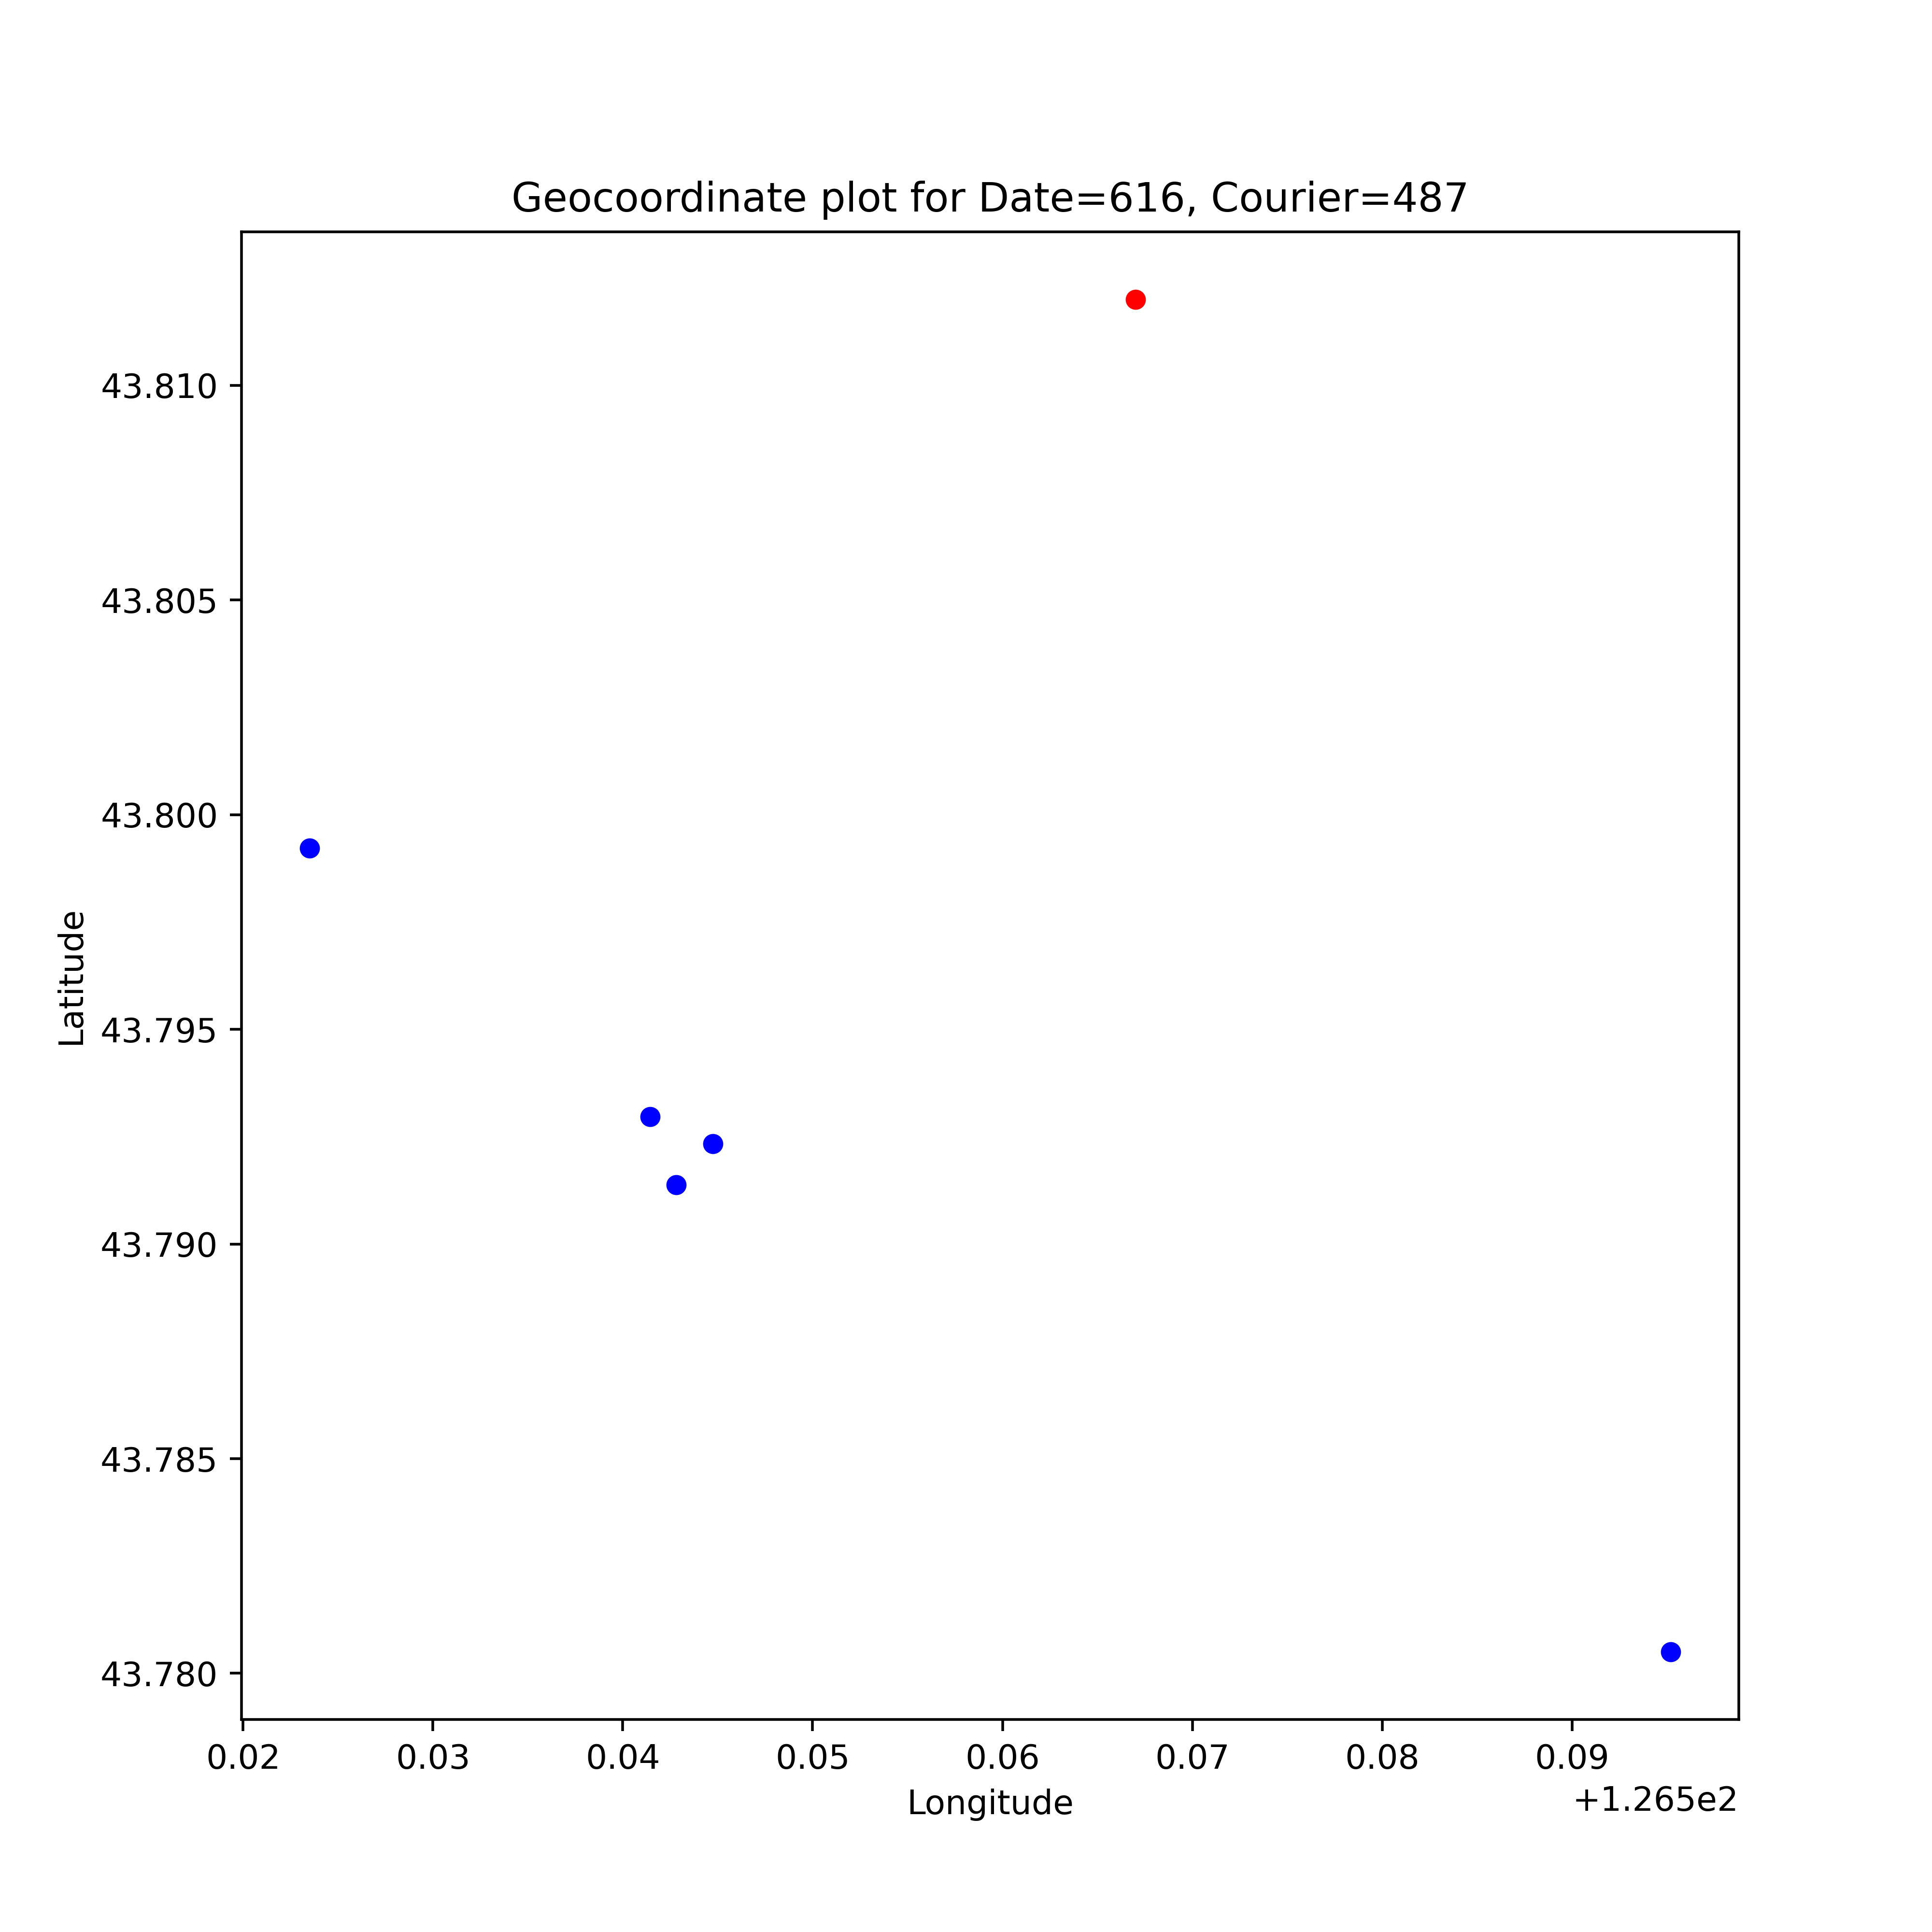 Geocoordinate plot for Date=616, Courier=487
43.810
43.805
43.800
43.795
43.790
43.785
43.780
Latitude
0.02 0.03 0.04 0.05 0.06 0.07 0.08 0.09
+1.265e2
Longitude